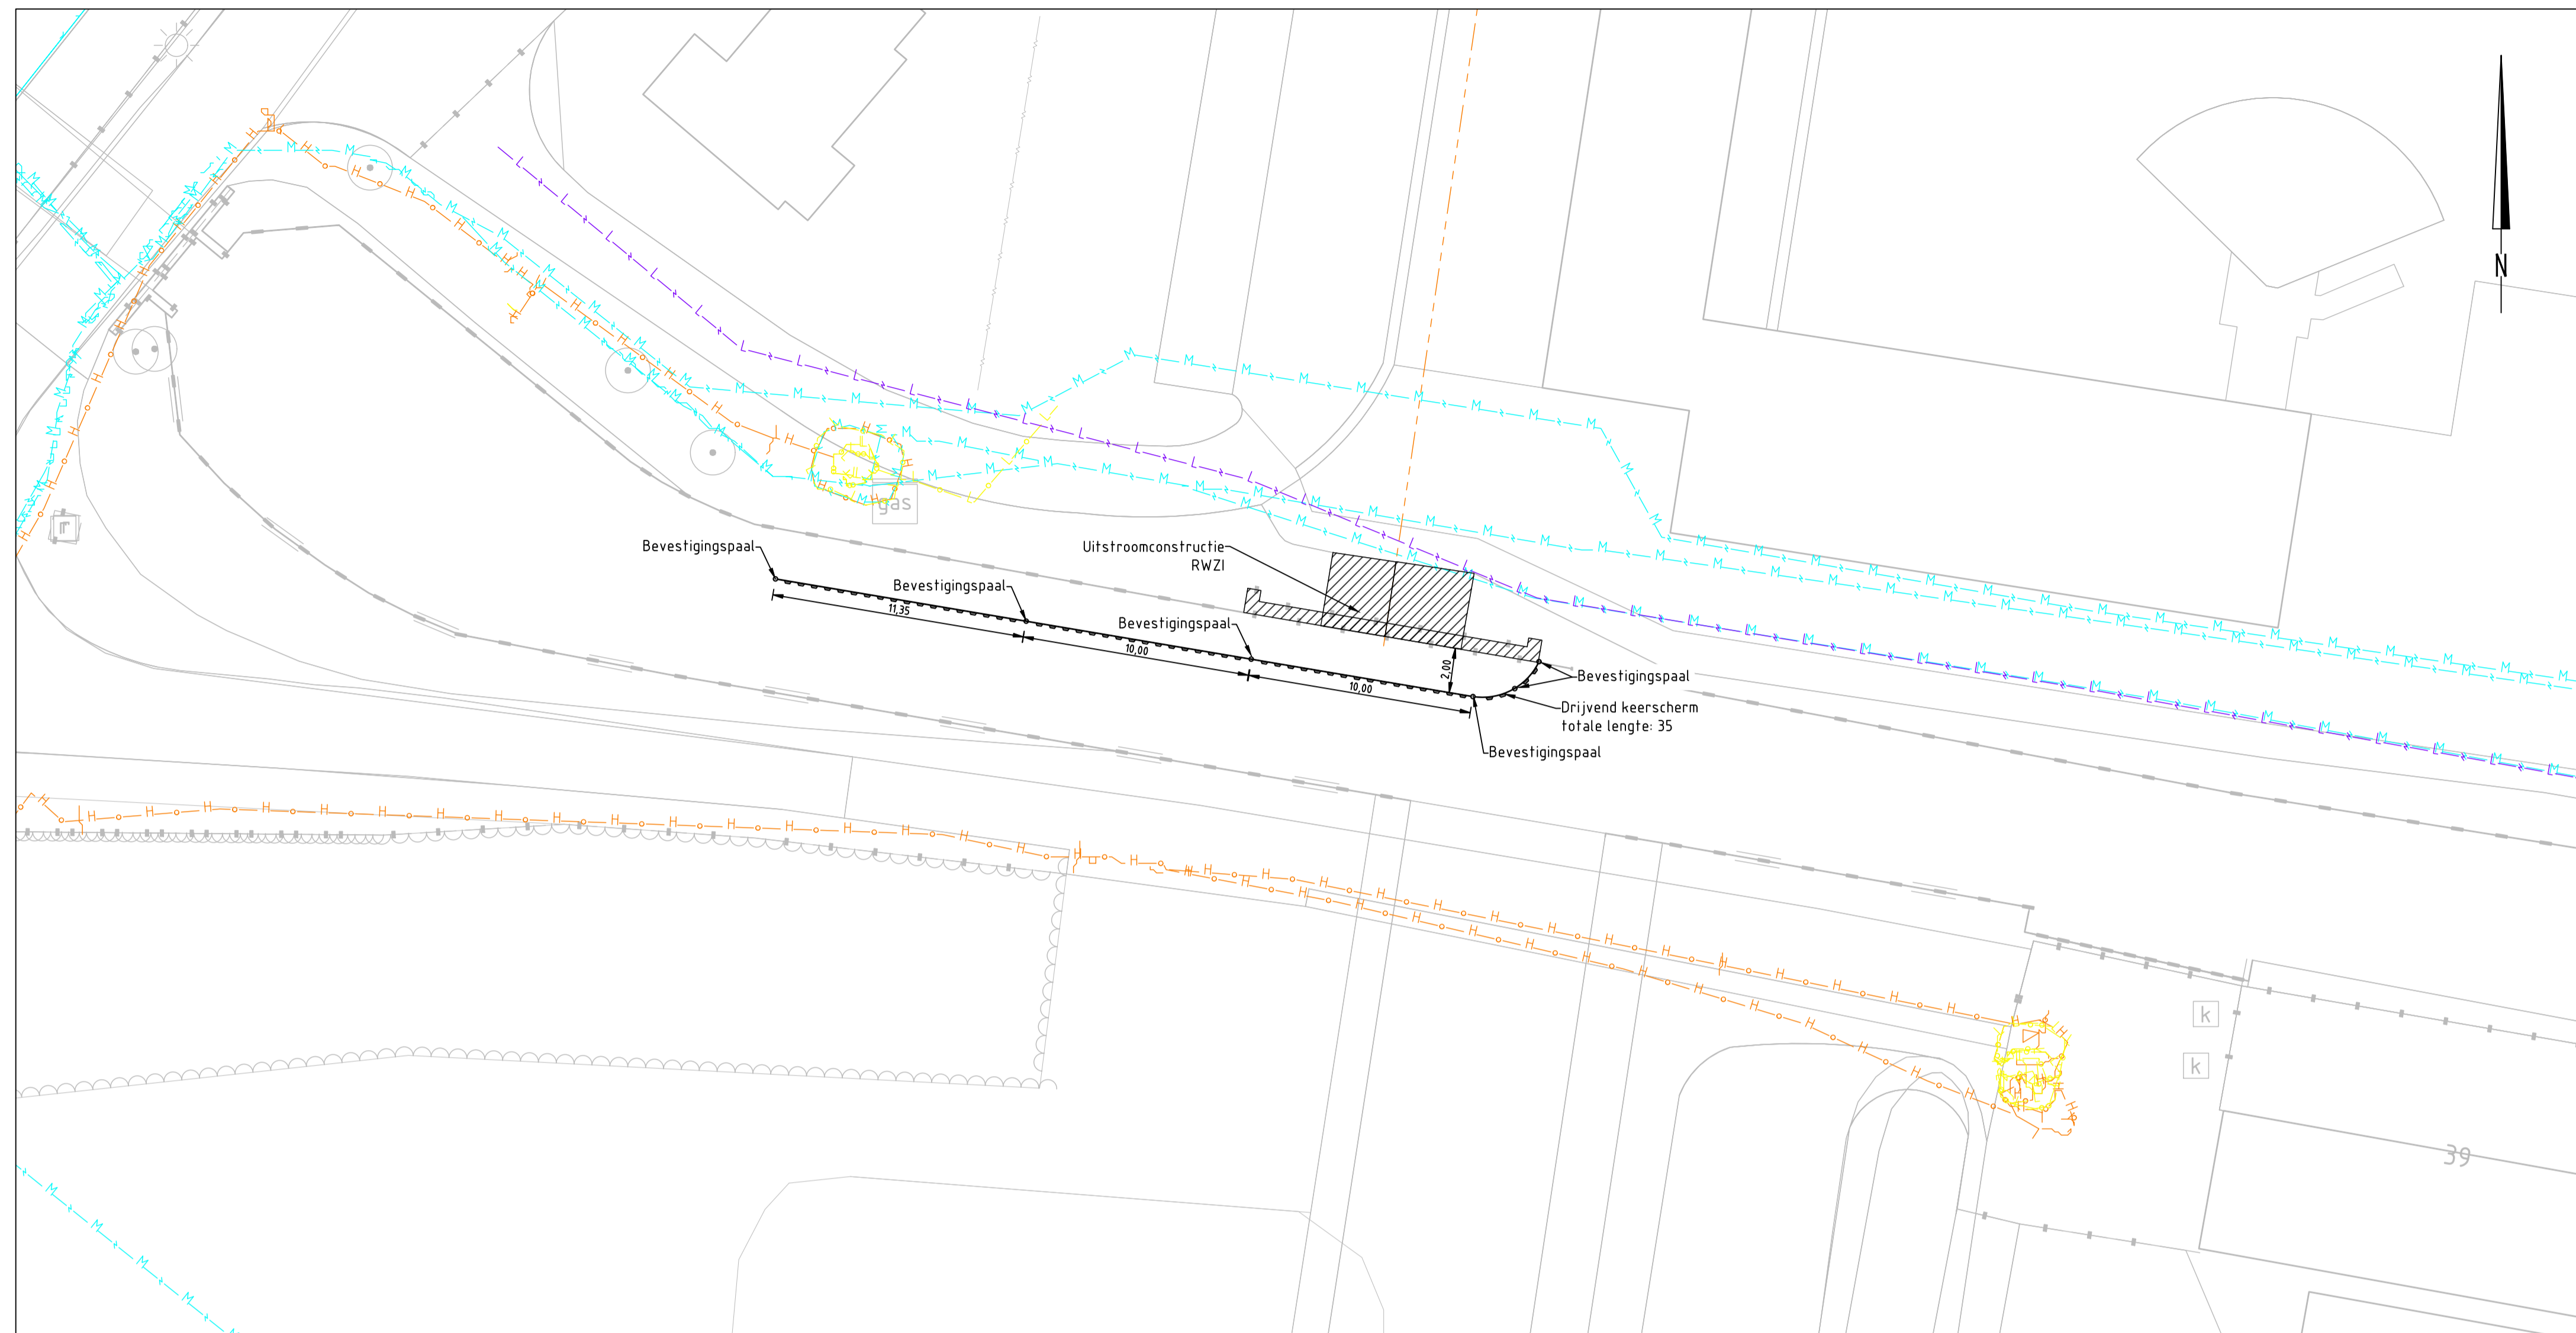 N
gas
r
Bevestigingspaal
Uitstroomconstructie
RWZI
Bevestigingspaal
11,35
Bevestigingspaal
10,00
2,00
10,00
Bevestigingspaal
Drijvend keerscherm
totale lengte: 35
Bevestigingspaal
k
k
39